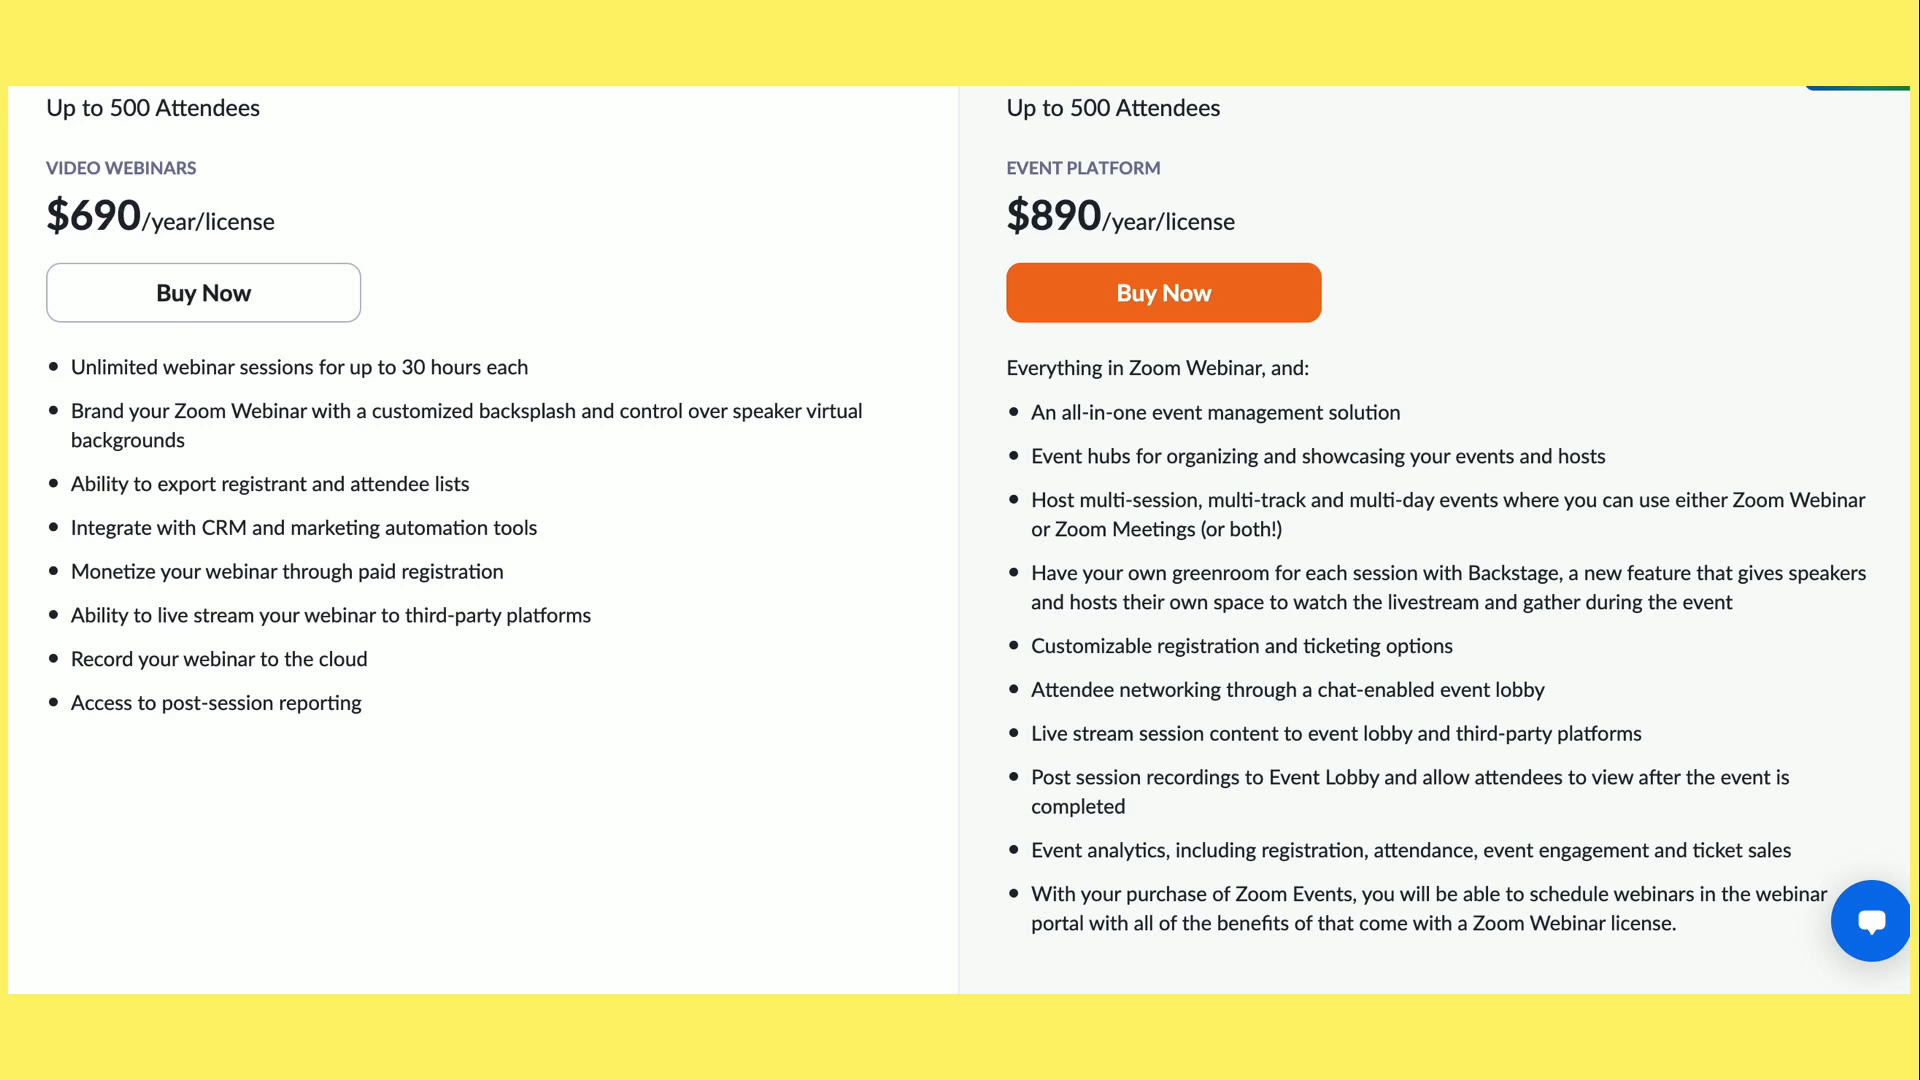 Up to 500 Attendees
VIDEO WEBINARS
$690/year/license
Buy Now
• Unlimited webinar sessions for up to 30 hours each
• Brand your Zoom Webinar with a customized backsplash and control over speaker virtual
backgrounds
• Ability to export registrant and attendee lists
• Integrate with CRM and marketing automation tools
• Monetize your webinar through paid registration
• Ability to live stream your webinar to third-party platforms
• Record your webinar to the cloud
• Access to post-session reporting
Up to 500 Attendees
EVENT PLATFORM
$890/year/license
Buy Now
Everything in Zoom Webinar, and:
• An all-in-one event management solution
• Event hubs for organizing and showcasing your events and hosts
• Host multi-session, multi-track and multi-day events where you can use either Zoom Webinar
or Zoom Meetings (or both!)
• Have your own greenroom for each session with Backstage, a new feature that gives speakers
and hosts their own space to watch the livestream and gather during the event
• Customizable registration and ticketing options
• Attendee networking through a chat-enabled event lobby
• Live stream session content to event lobby and third-party platforms
• Post session recordings to Event Lobby and allow attendees to view after the event is
completed
• Event analytics, including registration, attendance, event engagement and ticket sales
• With your purchase of Zoom Events, you will be able to schedule webinars in the webinar
portal with all of the benefits of that come with a Zoom Webinar license.